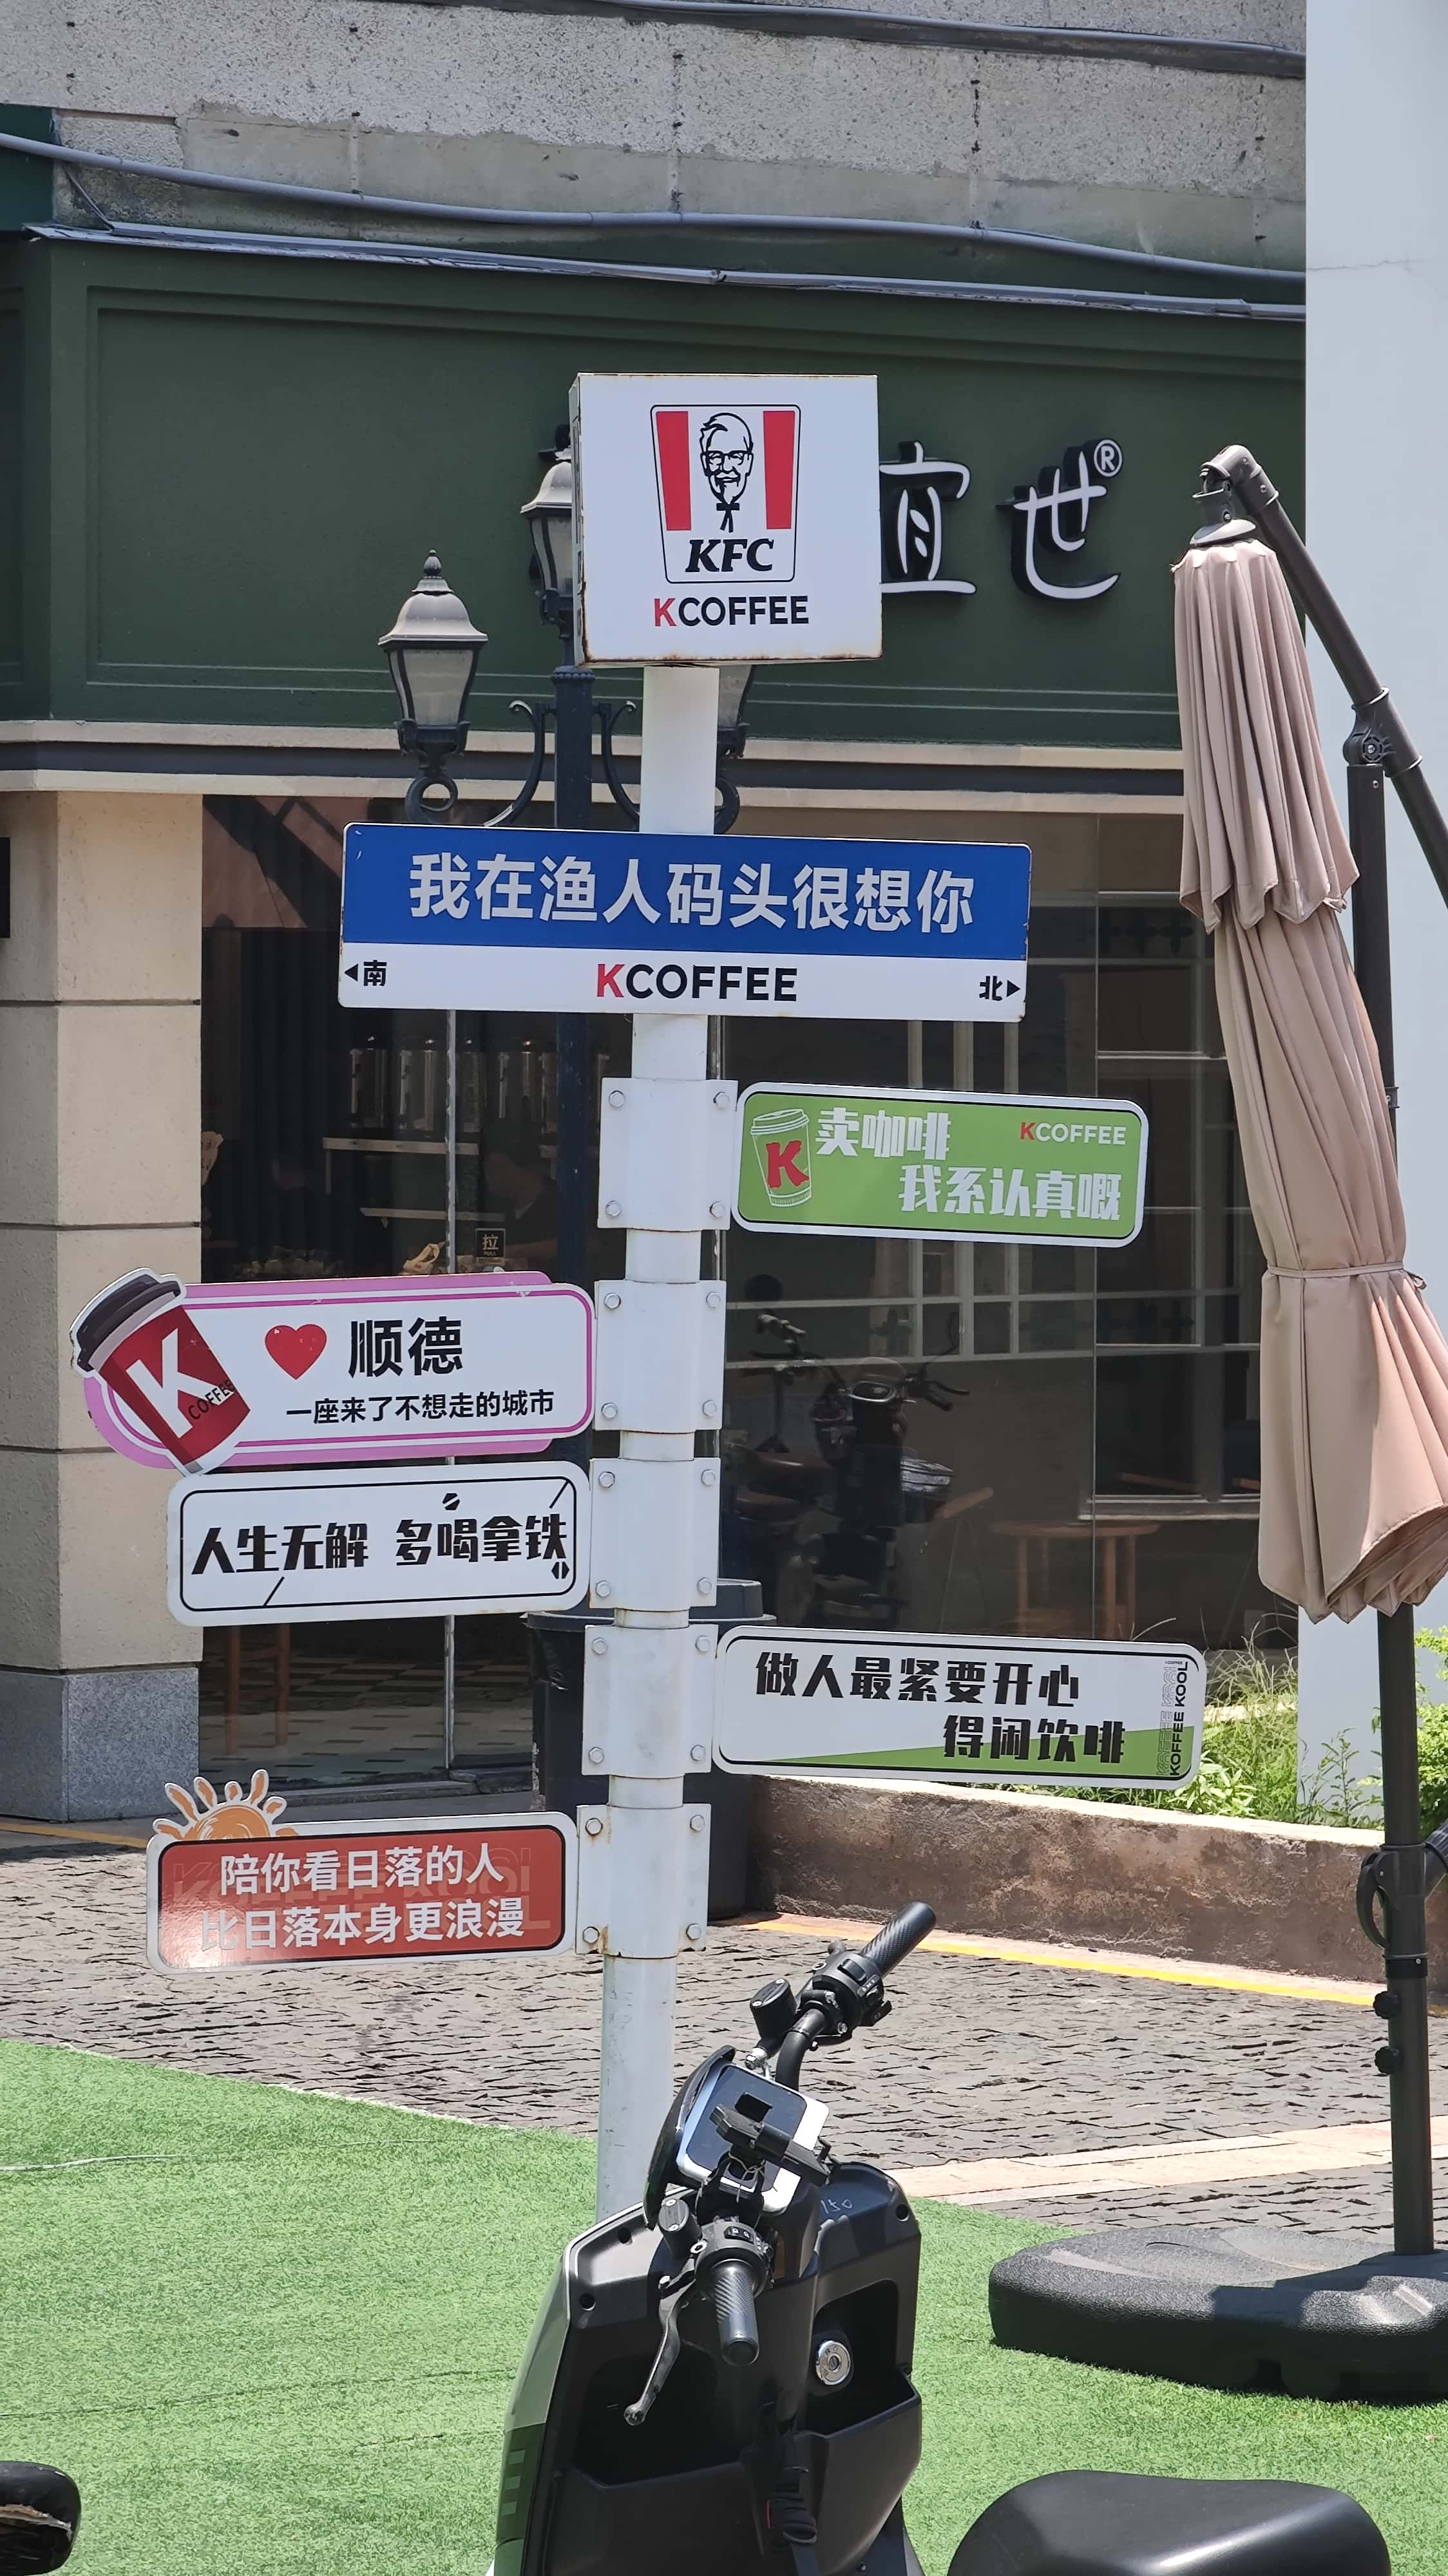 KFC
KCOFFEE
宜世®
我在渔人码头很想你
南
KCOFFEE
北
K
卖咖啡
KCOFFEE
我系认真嘅
拉
K
COFFEE
顺德
一座来了不想走的城市
人生无解 多喝拿铁
做人最紧要开心
得闲饮啡
KOFFEE KOOL
陪你看日落的人
比日落本身更浪漫
150